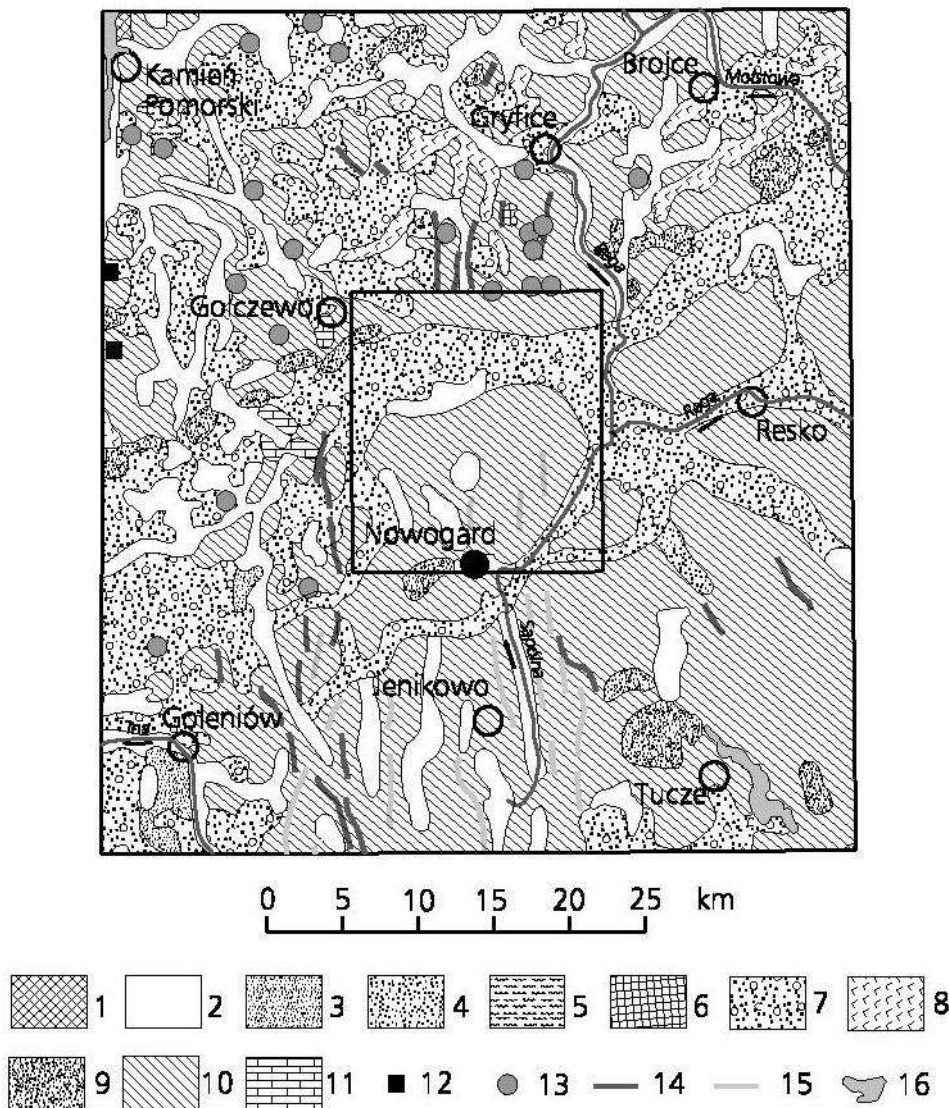 Kamień
Pomorski
Brojce
Mołstowa
Gryfice
Rega
Golczewo
Rega
Resko
Nowogard
Sąpólna
Jenikowo
Ina
Goleniów
Tucze
0 5 10 15 20 25 km
1 2 3 4 5 6 7 8
9 10 11 12 13 14 15 16